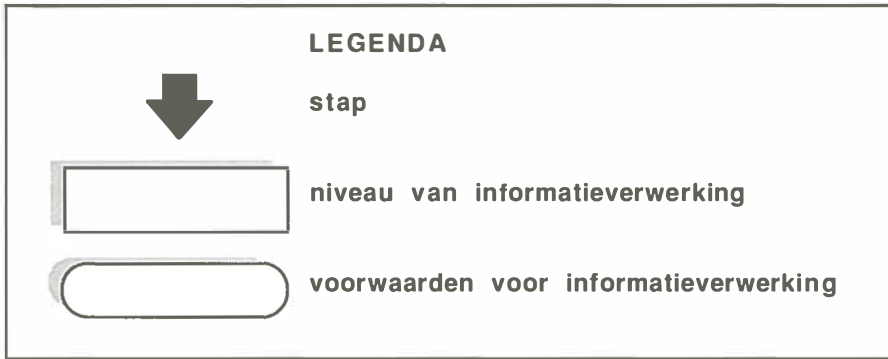 LEGENDA
stap
niveau van informatieverwerking
voorwaarden voor informatieverwerking